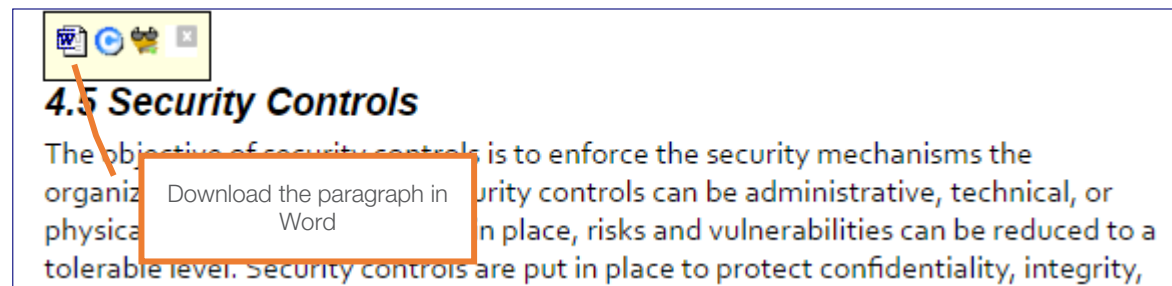 4.5 Security Controls
The objective of security controls is to enforce the security mechanisms the
organiz urity controls can be administrative, technical, or
Download the paragraph in
Word
physica n place, risks and vulnerabilities can be reduced to a
tolerable level. Security controls are put in place to protect confidentiality, integrity,